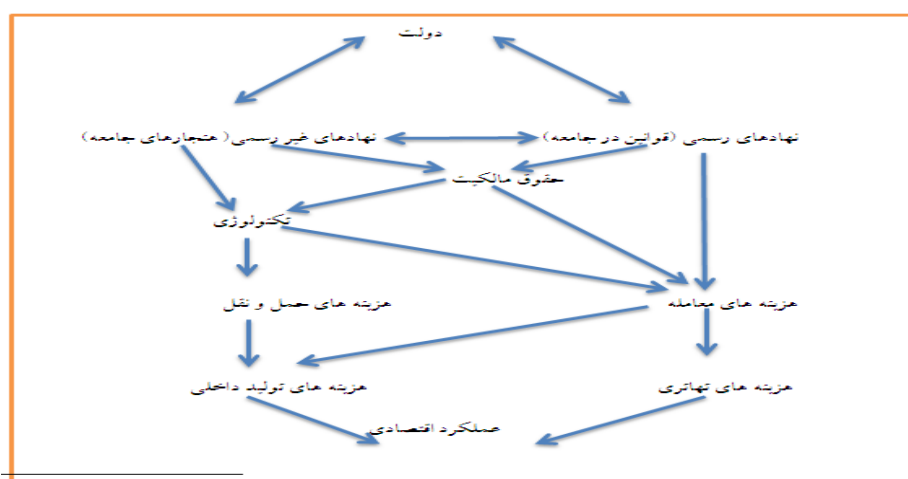 دولت
نهادهای رسمی (قوانین در جامعه)
نهادهای غیر رسمی( هنجارهای جامعه)
حقوق مالکیت
تکنولوژی
هزینه های معامله
هزینه های حمل و نقل
هزینه های تهاتری
هزینه های تولید داخلی
عملکرد اقتصادی